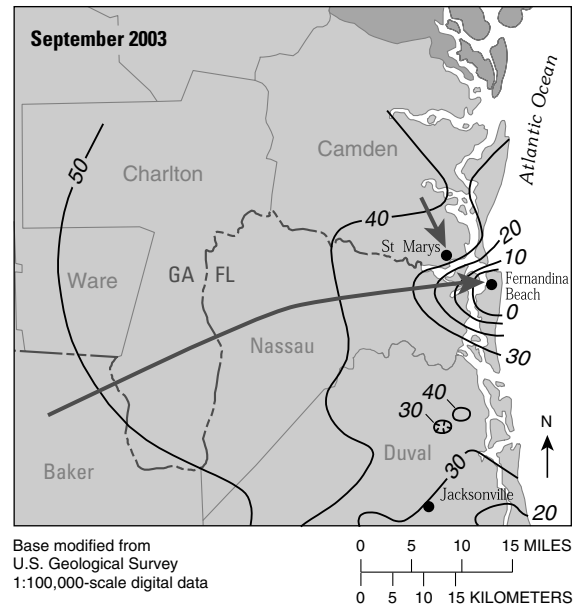 September 2003
Atlantic Ocean
50
Charlton
Camden
40
20
St Marys
10
GA FL
Fernandina
Beach
Ware
0
Nassau
30
40
30
Duval
30
N
Baker
Jacksonville
20
Base modified from
U.S. Geological Survey
1:100,000-scale digital data
0 5 10 15 MILES
0 5 10 15 KILOMETERS